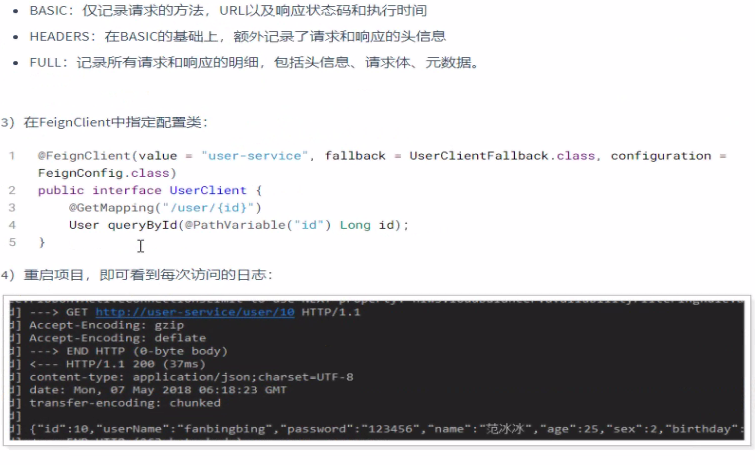 • BASIC：仅记录请求的方法，URL以及响应状态码和执行时间
• HEADERS：在BASIC的基础上，额外记录了请求和响应的头信息
• FULL：记录所有请求和响应的明细，包括头信息、请求体、元数据。
3）在FeignClient中指定配置类：
1 @FeignClient(value = "user-service", fallback = UserClientFallback.class, configuration =
FeignConfig.class)
2 public interface UserClient {
3 @GetMapping("/user/{id}")
4 User queryById(@PathVariable("id") Long id);
5 }
4）重启项目，即可看到每次访问的日志：
d] ---> GET http://user-service/user/10 HTTP/1.1
d] Accept-Encoding: gzip
d] Accept-Encoding: deflate
d] ---> END HTTP (0-byte body)
d] <--- HTTP/1.1 200 (37ms)
d] content-type: application/json;charset=UTF-8
d] date: Mon, 07 May 2018 06:18:23 GMT
d] transfer-encoding: chunked
d]
d] {"id":10,"userName":"fanbingbing","password":"123456","name":"范冰冰","age":25,"sex":2,"birthday":